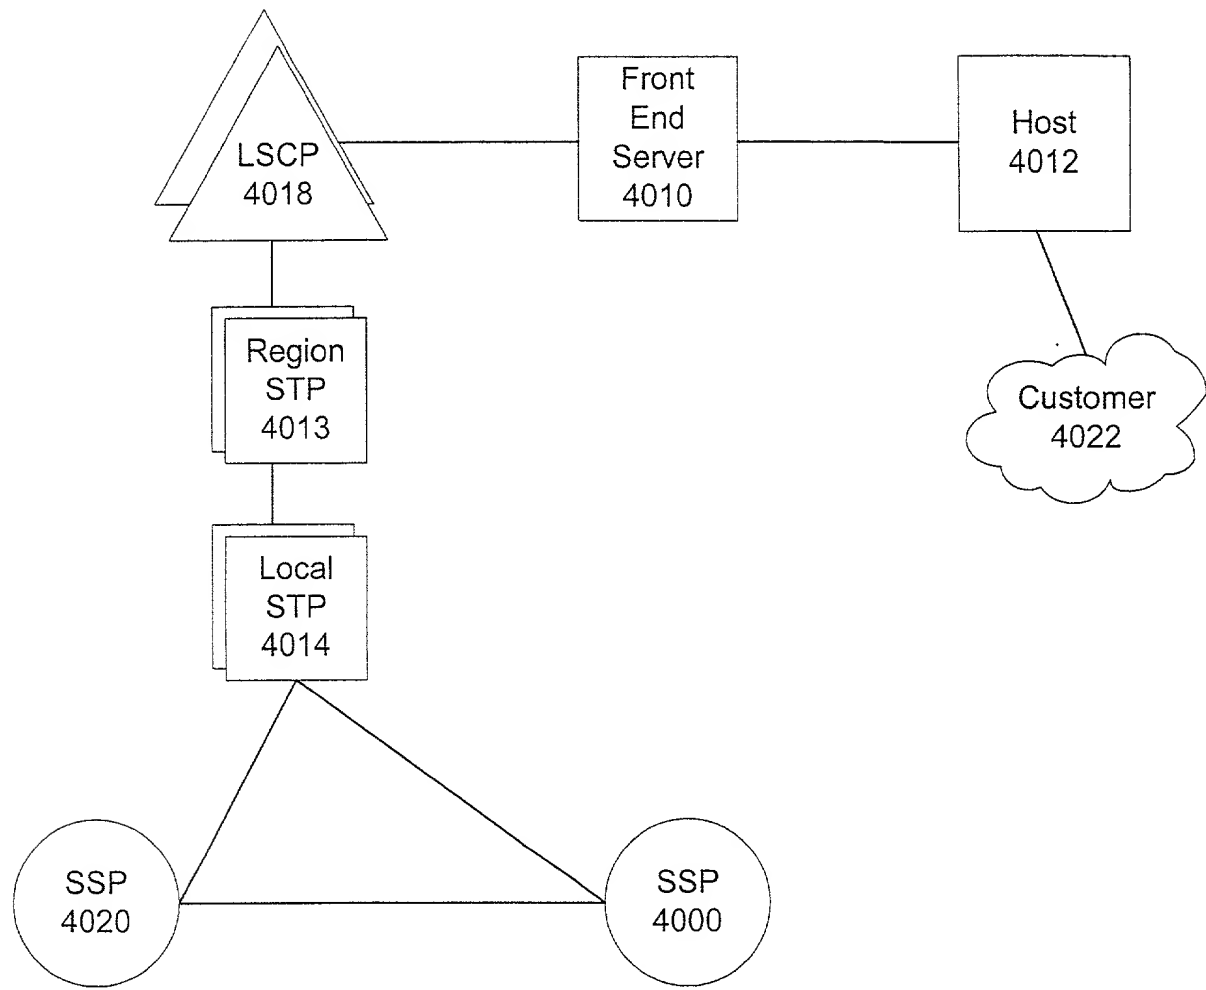 LSCP
4018
Front
End
Server
4010
Host
4012
Region
STP
4013
Customer
4022
Local
STP
4014
SSP
4020
SSP
4000